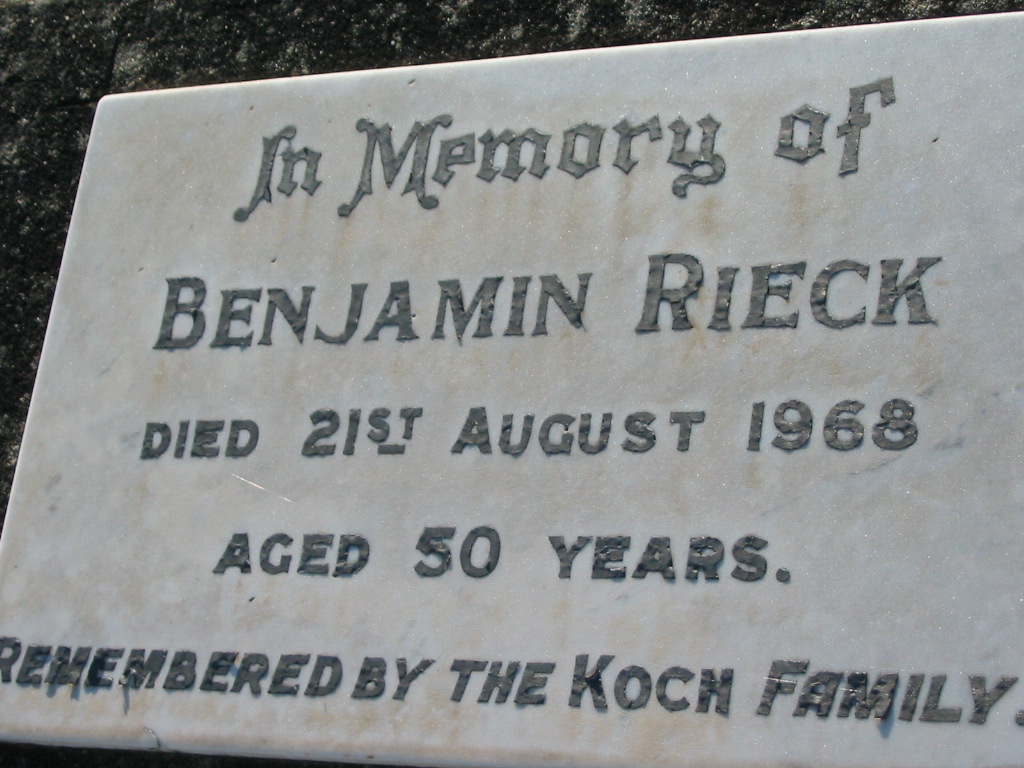 In Memory of
BENJAMIN RIECK
DIED 21ST AUGUST 1968
AGED 50 YEARS.
REMEMBERED BY THE KOCH FAMILY.